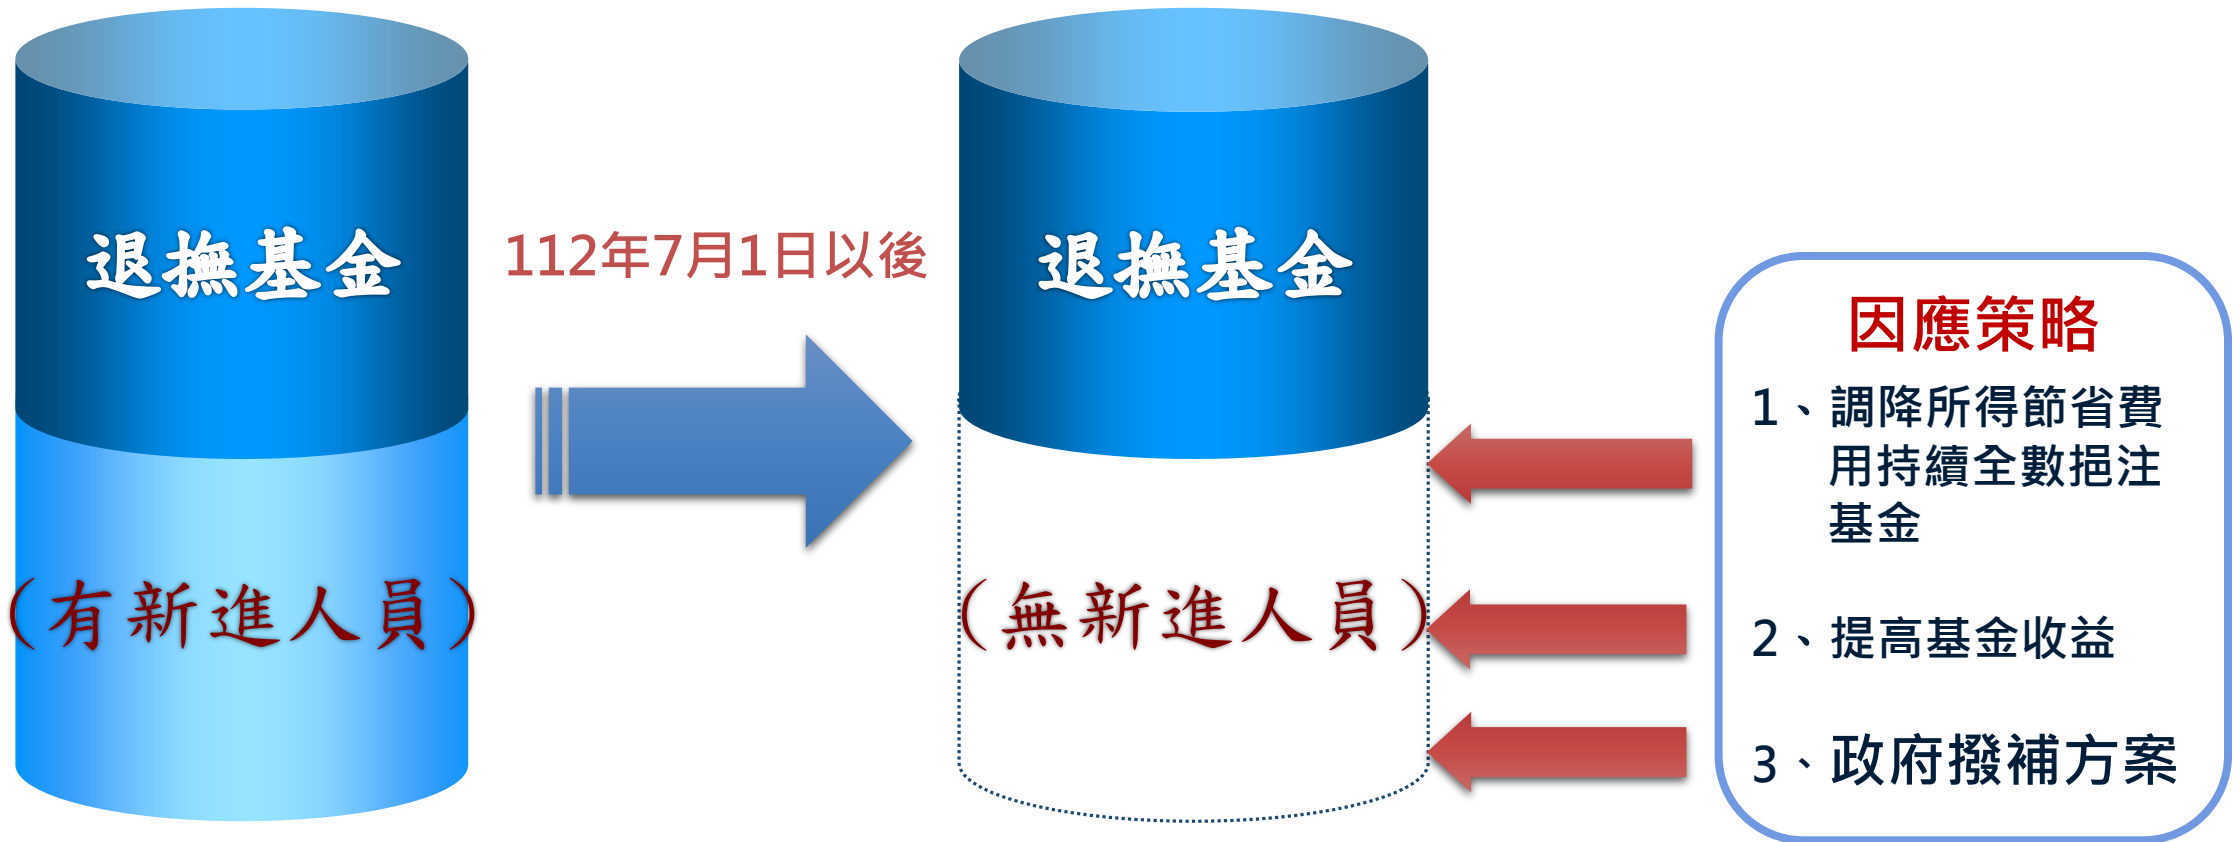 退撫基金
(有新進人員)
112年7月1日以後
退撫基金
(無新進人員)
因應策略
1、調降所得節省費
用持續全數挹注
基金
2、提高基金收益
3、政府撥補方案